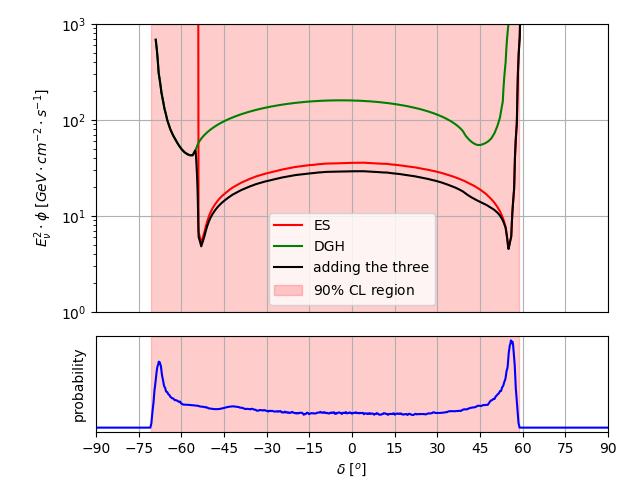 10³
10²
10¹
10⁰
E²ᵥ · ϕ [GeV · cm⁻² · s⁻¹]
ES
DGH
adding the three
90% CL region
probability
−90 −75 −60 −45 −30 −15 0 15 30 45 60 75 90
δ [°]